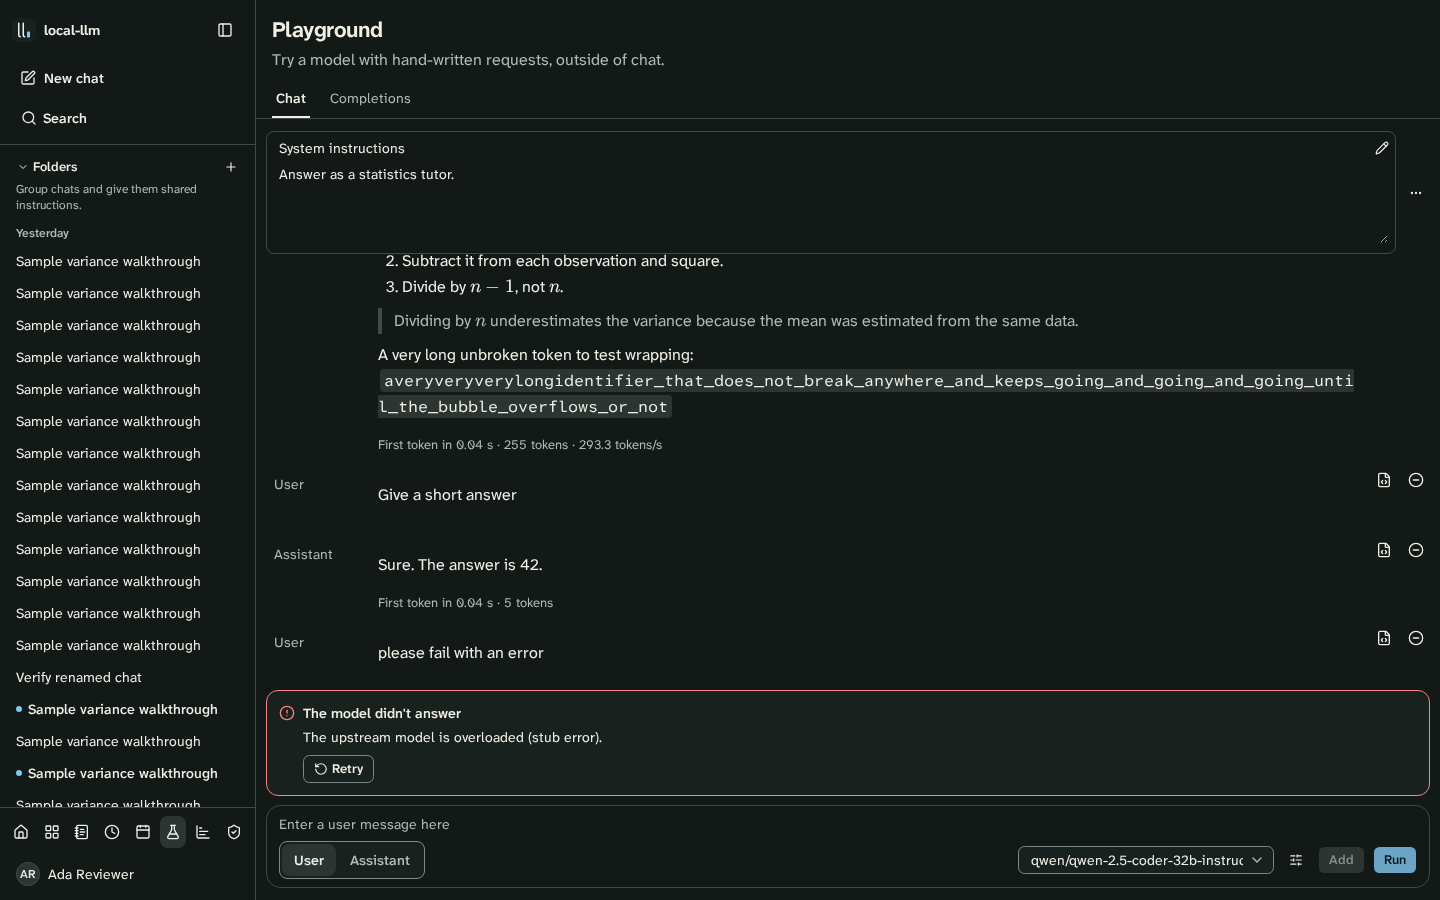 local-llm
New chat
Search
Folders
Group chats and give them shared
instructions.
Yesterday
Sample variance walkthrough
Sample variance walkthrough
Sample variance walkthrough
Sample variance walkthrough
Sample variance walkthrough
Sample variance walkthrough
Sample variance walkthrough
Sample variance walkthrough
Sample variance walkthrough
Sample variance walkthrough
Sample variance walkthrough
Sample variance walkthrough
Sample variance walkthrough
Verify renamed chat
Sample variance walkthrough
Sample variance walkthrough
Sample variance walkthrough
Sample variance walkthrough
AR Ada Reviewer
Playground
Try a model with hand-written requests, outside of chat.
Chat Completions
System instructions
Answer as a statistics tutor.
2. Subtract it from each observation and square.
3. Divide by n − 1, not n.
Dividing by n underestimates the variance because the mean was estimated from the same data.
A very long unbroken token to test wrapping:
averyveryverylongidentifier_that_does_not_break_anywhere_and_keeps_going_and_going_and_going_unti
l_the_bubble_overflows_or_not
First token in 0.04 s · 255 tokens · 293.3 tokens/s
User
Give a short answer
Assistant
Sure. The answer is 42.
First token in 0.04 s · 5 tokens
User
please fail with an error
The model didn't answer
The upstream model is overloaded (stub error).
Retry
Enter a user message here
User Assistant
qwen/qwen-2.5-coder-32b-instruc
Add Run